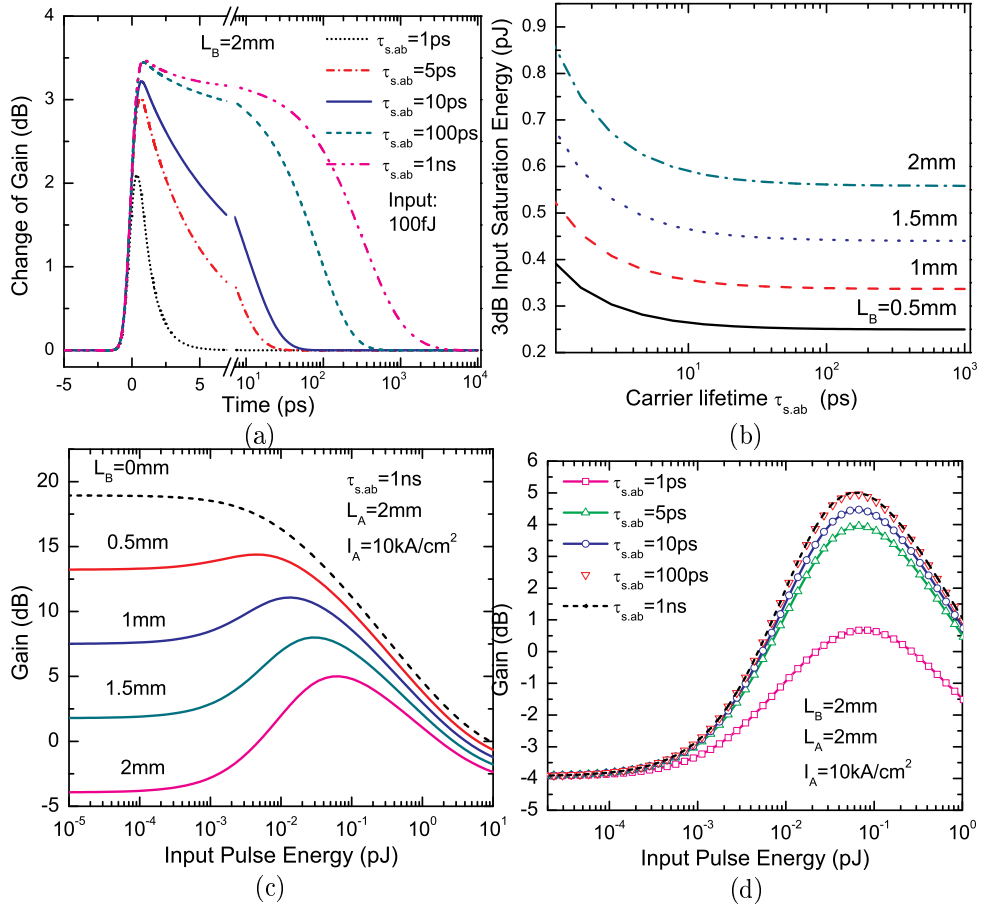 L_B=2mm
τ_s.ab=1ps
τ_s.ab=5ps
τ_s.ab=10ps
τ_s.ab=100ps
τ_s.ab=1ns
Input:
100fJ
Change of Gain (dB)
4
3
2
1
0
-5 0 5 10^1 10^2 10^3 10^4
Time (ps)
(a)
3dB Input Saturation Energy (pJ)
0.9
0.8
0.7
0.6
0.5
0.4
0.3
0.2
2mm
1.5mm
1mm
L_B=0.5mm
10^1 10^2 10^3
Carrier lifetime τ_s.ab (ps)
(b)
Gain (dB)
20
15
10
5
0
-5
L_B=0mm
0.5mm
1mm
1.5mm
2mm
τ_s.ab=1ns
L_A=2mm
I_A=10kA/cm^2
10^-5 10^-4 10^-3 10^-2 10^-1 10^0 10^1
Input Pulse Energy (pJ)
(c)
Gain (dB)
6
5
4
3
2
1
0
-1
-2
-3
-4
-5
τ_s.ab=1ps
τ_s.ab=5ps
τ_s.ab=10ps
τ_s.ab=100ps
τ_s.ab=1ns
L_B=2mm
L_A=2mm
I_A=10kA/cm^2
10^-4 10^-3 10^-2 10^-1 10^0
Input Pulse Energy (pJ)
(d)